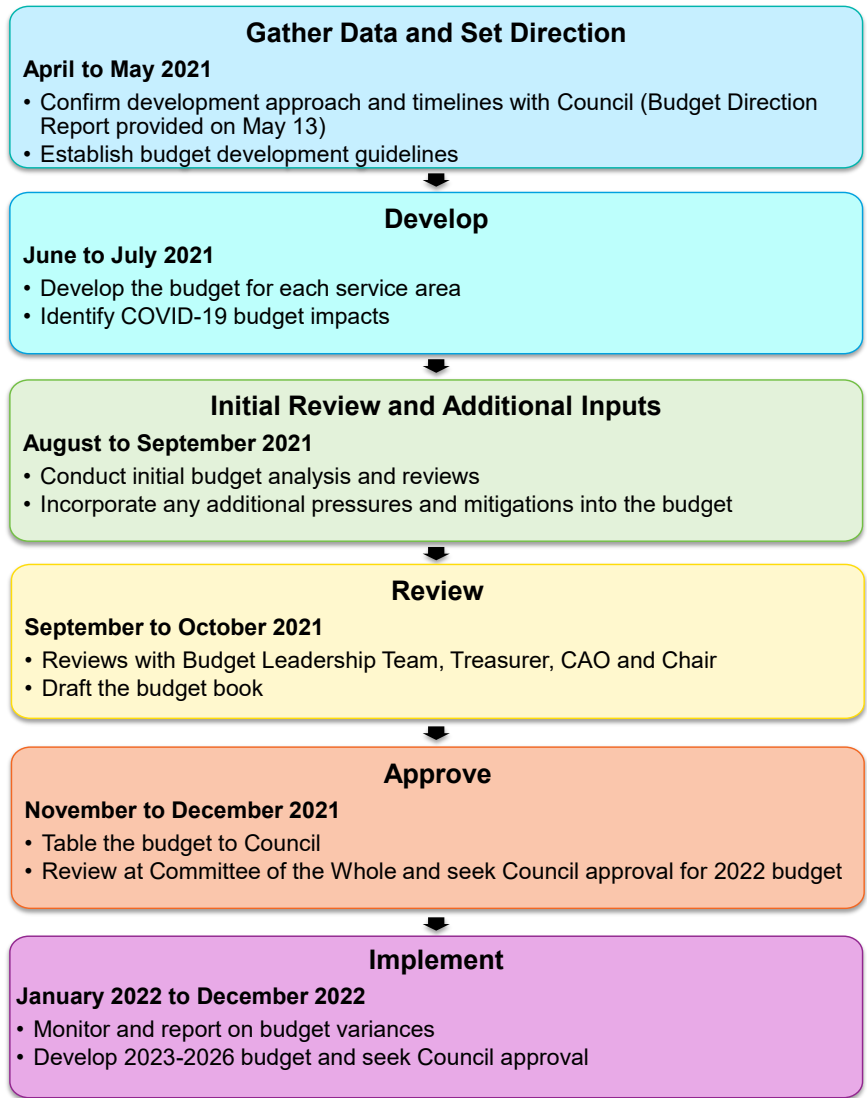 Gather Data and Set Direction
April to May 2021
• Confirm development approach and timelines with Council (Budget Direction
Report provided on May 13)
• Establish budget development guidelines
Develop
June to July 2021
• Develop the budget for each service area
• Identify COVID-19 budget impacts
Initial Review and Additional Inputs
August to September 2021
• Conduct initial budget analysis and reviews
• Incorporate any additional pressures and mitigations into the budget
Review
September to October 2021
• Reviews with Budget Leadership Team, Treasurer, CAO and Chair
• Draft the budget book
Approve
November to December 2021
• Table the budget to Council
• Review at Committee of the Whole and seek Council approval for 2022 budget
Implement
January 2022 to December 2022
• Monitor and report on budget variances
• Develop 2023-2026 budget and seek Council approval